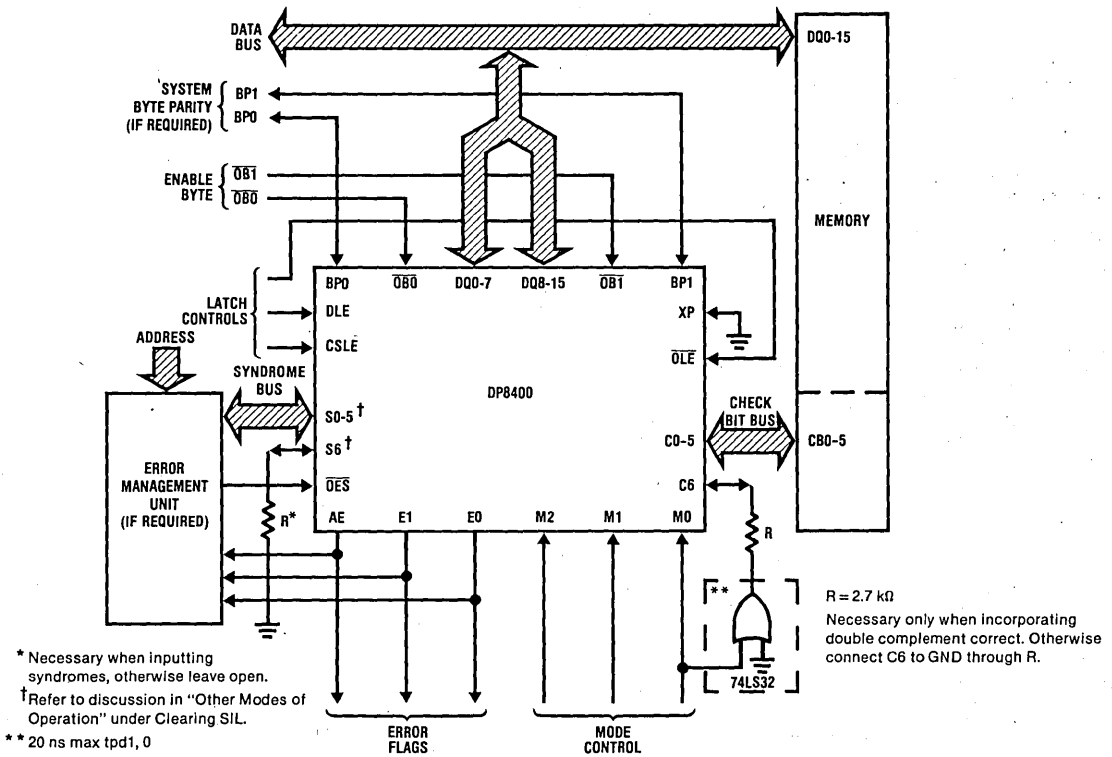 DATA
BUS
DQ0-15
SYSTEM
BYTE PARITY
(IF REQUIRED)
BP1
BP0
ENABLE
BYTE
OB1
OB0
MEMORY
LATCH
CONTROLS
BP0
OB0
DQ0-7
DQ8-15
OB1
BP1
DLE
XP
CSLE
OLE
ADDRESS
SYNDROME
BUS
DP8400
CHECK
BIT BUS
S0-5†
C0-5
CB0-5
S6†
C6
ERROR
MANAGEMENT
UNIT
(IF REQUIRED)
OES
R*
AE
E1
E0
M2
M1
M0
R
**
74LS32
R = 2.7 kΩ
Necessary only when incorporating
double complement correct. Otherwise
connect C6 to GND through R.
* Necessary when inputting
syndromes, otherwise leave open.
†Refer to discussion in "Other Modes of
Operation" under Clearing SIL.
** 20 ns max tpd1, 0
ERROR
FLAGS
MODE
CONTROL